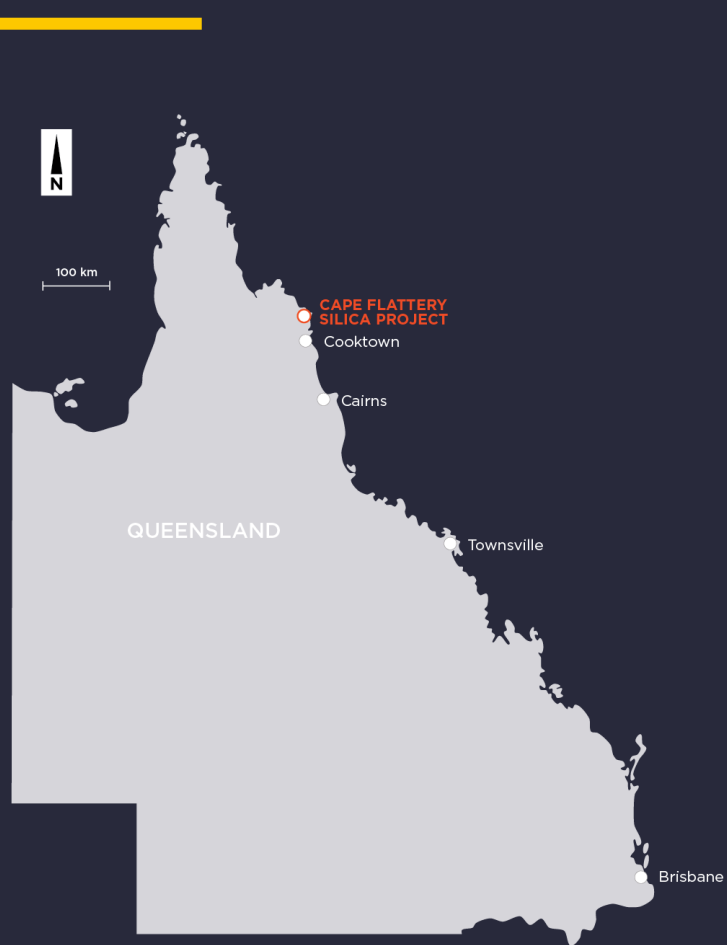 N
100 km
CAPE FLATTERY
SILICA PROJECT
Cooktown
Cairns
QUEENSLAND
Townsville
Brisbane